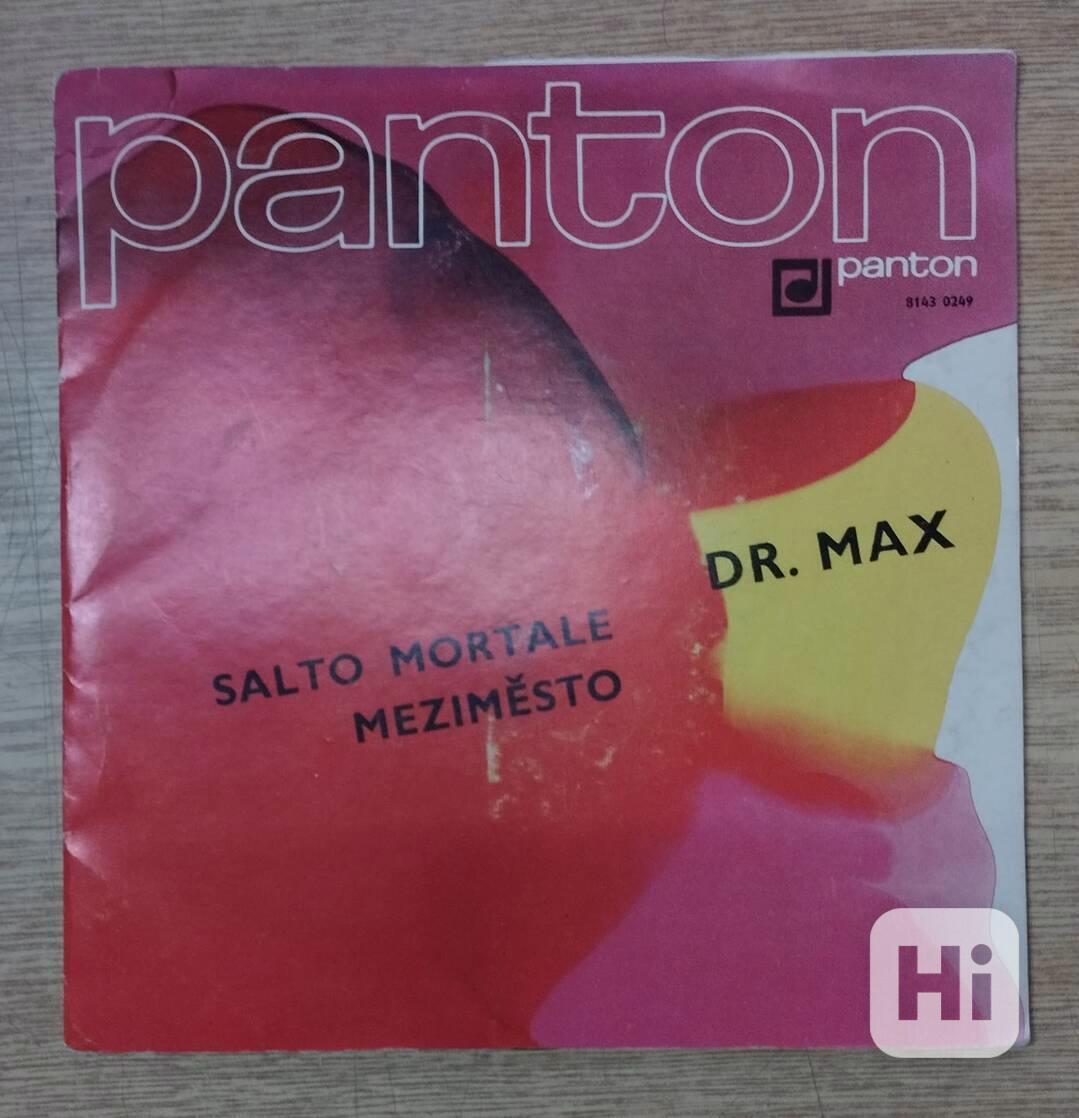 panton
panton
8143 0249
DR. MAX
SALTO MORTALE
MEZIMĚSTO
Hi